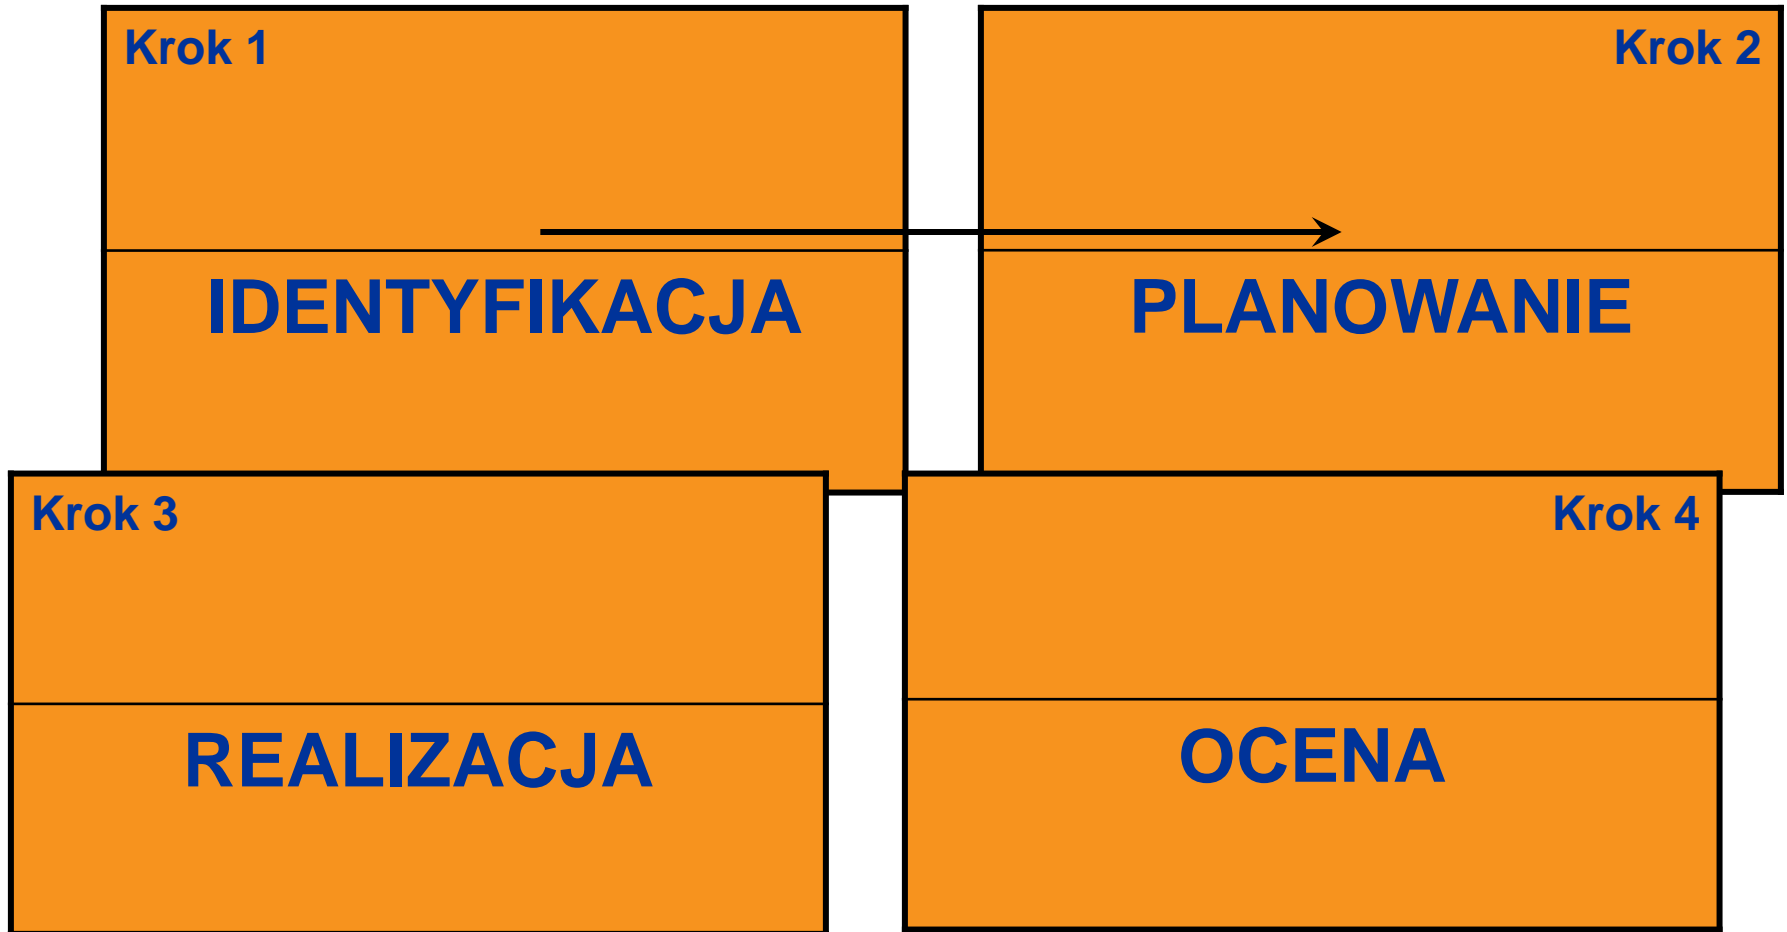 Krok 1
IDENTYFIKACJA
Krok 2
PLANOWANIE
Krok 3
REALIZACJA
Krok 4
OCENA